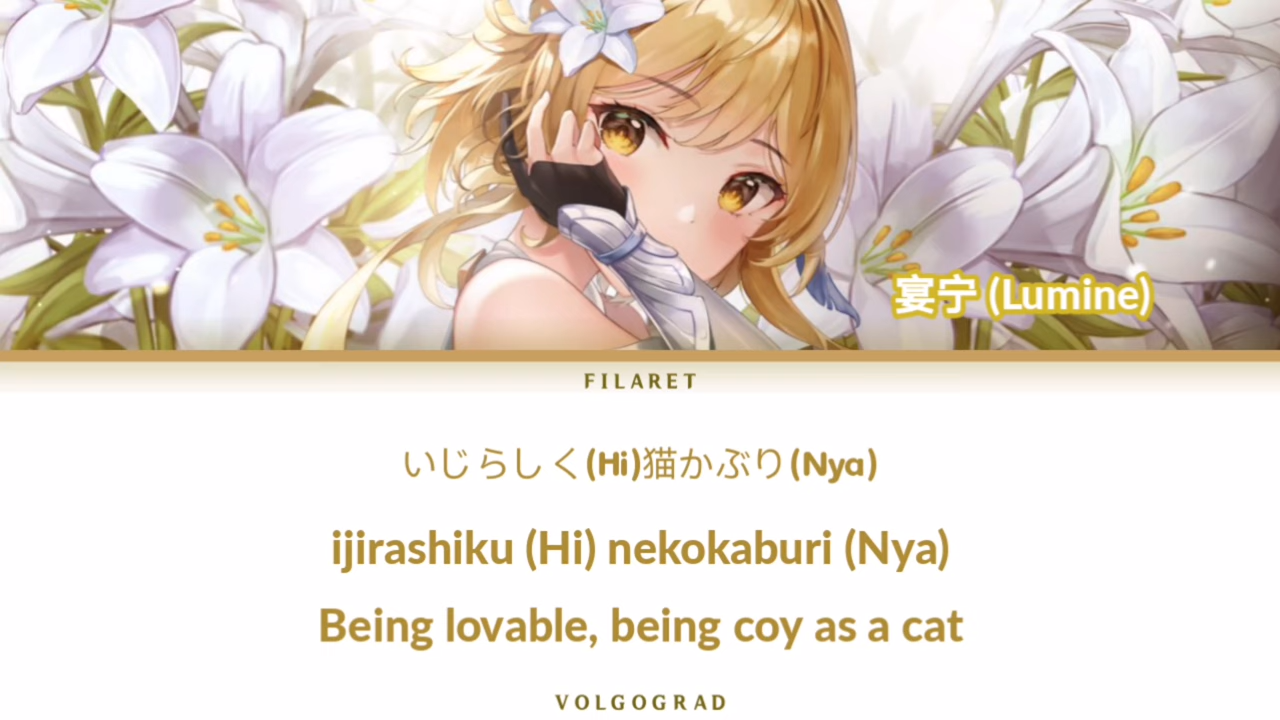 宴宁 (Lumine)
FILARET
いじらしく(Hi)猫かぶり(Nya)
ijirashiku (Hi) nekokaburi (Nya)
Being lovable, being coy as a cat
VOLGOGRAD